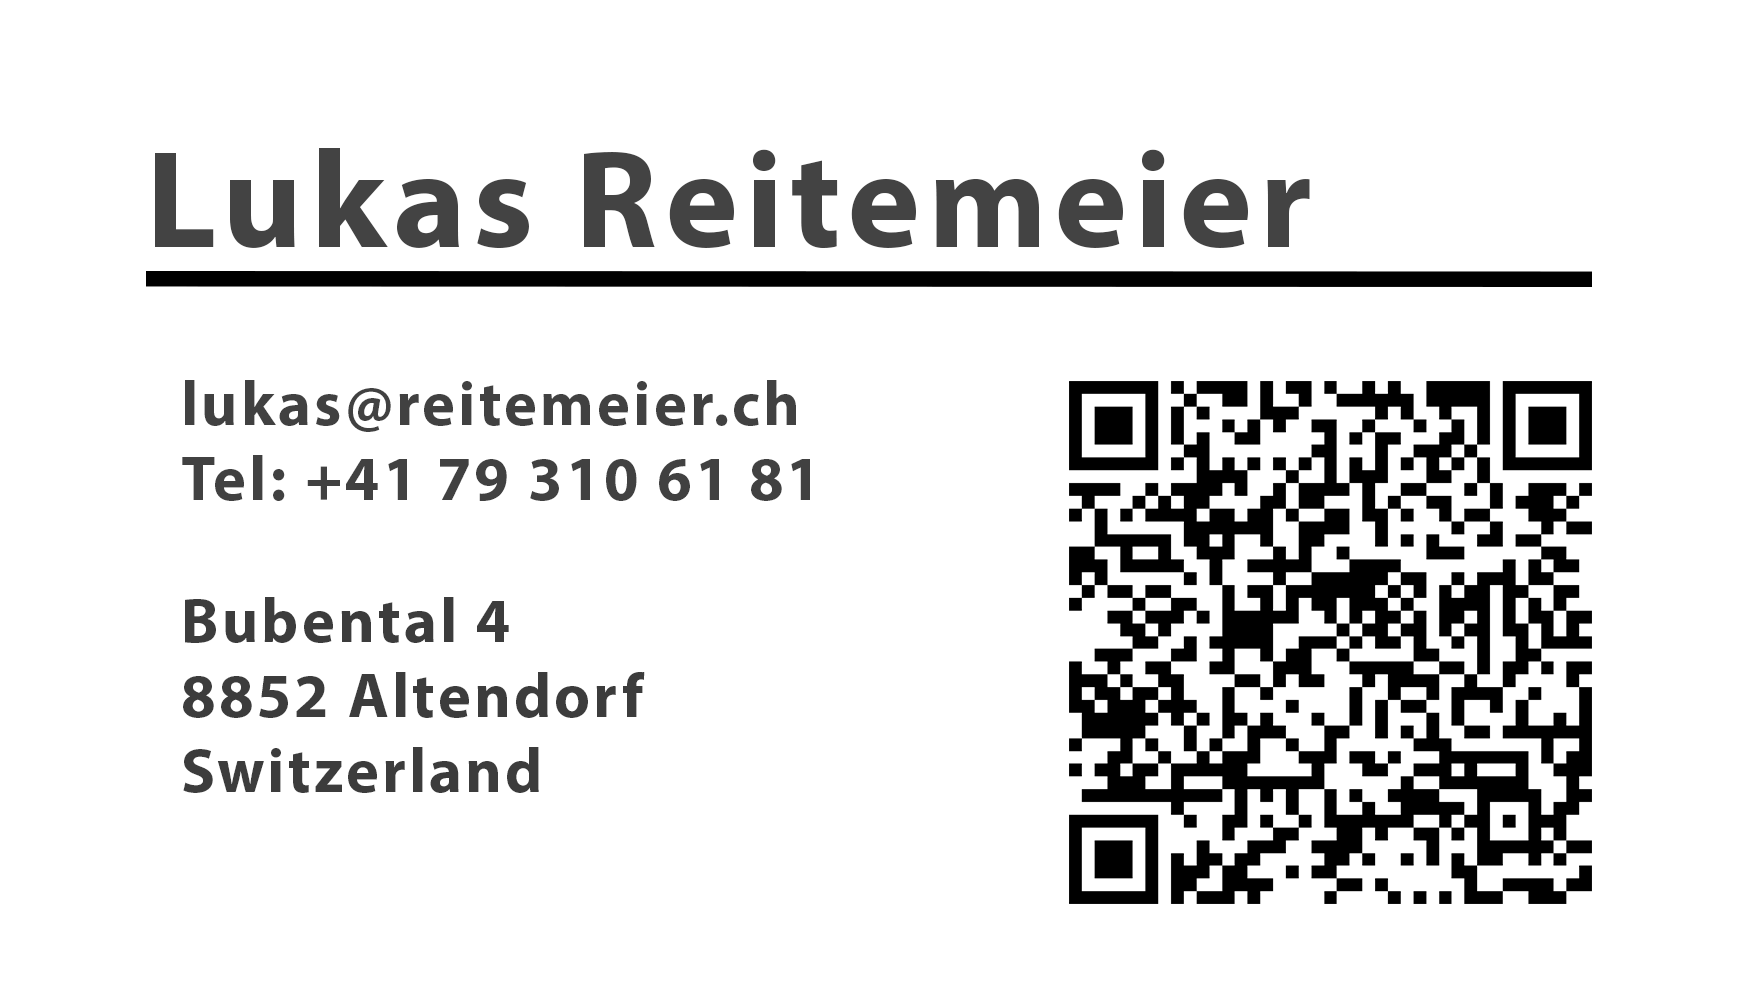 Lukas Reitemeier
lukas@reitemeier.ch
Tel: +41 79 310 61 81
Bubental 4
8852 Altendorf
Switzerland